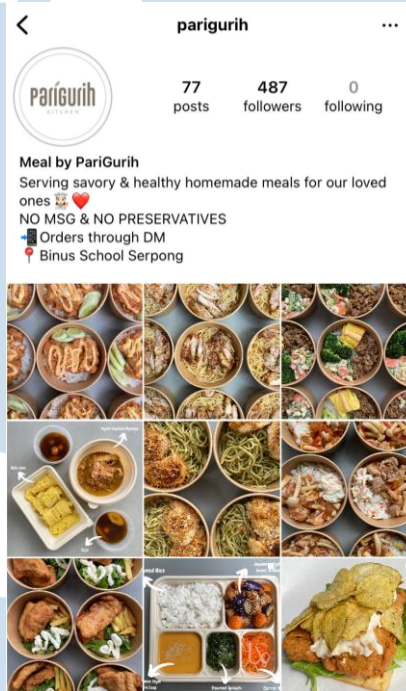 parigurih
...
Parígurih
KITCHEN
77 487 0
posts followers following
Meal by PariGurih
Serving savory & healthy homemade meals for our loved
ones 👨🏻‍🍳❤️
NO MSG & NO PRESERVATIVES
📲Orders through DM
📍Binus School Serpong